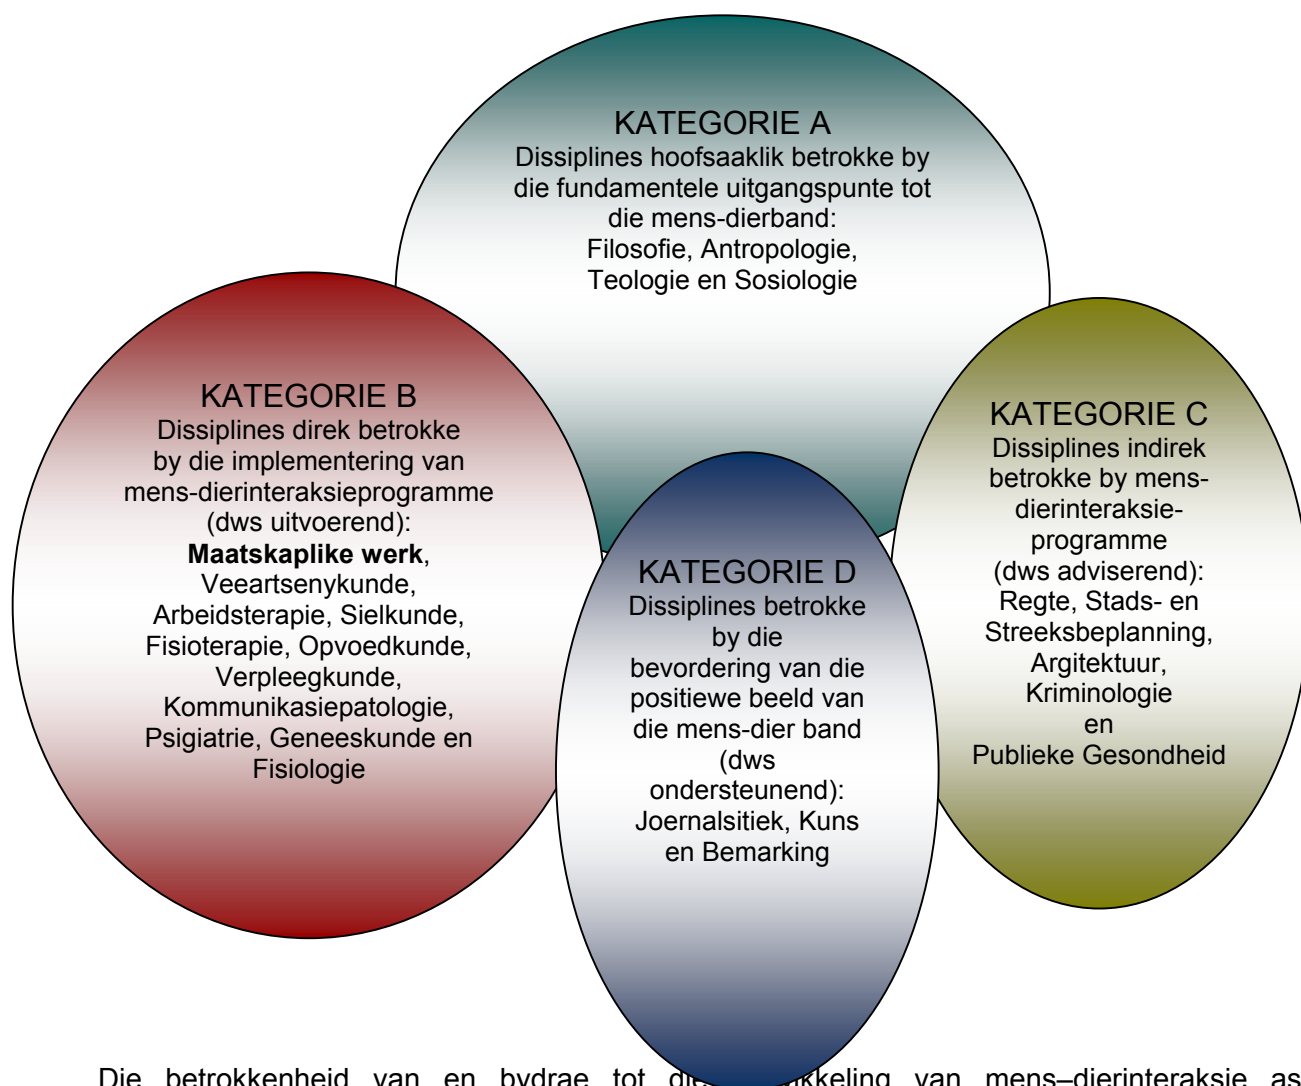 KATEGORIE A
Dissiplines hoofsaaklik betrokke by
die fundamentele uitgangspunte tot
die mens-dierband:
Filosofie, Antropologie,
Teologie en Sosiologie
KATEGORIE B
Dissiplines direk betrokke
by die implementering van
mens-dierinteraksieprogramme
(dws uitvoerend):
Maatskaplike werk,
Veeartsenykunde,
Arbeidsterapie, Sielkunde,
Fisioterapie, Opvoedkunde,
Verpleegkunde,
Kommunikasiepatologie,
Psigiatrie, Geneeskunde en
Fisiologie
KATEGORIE C
Dissiplines indirek
betrokke by mens-
dierinteraksie-
programme
(dws adviserend):
Regte, Stads- en
Streeksbeplanning,
Argitektuur,
Kriminologie
en
Publieke Gesondheid
KATEGORIE D
Dissiplines betrokke
by die
bevordering van die
positiewe beeld van
die mens-dier band
(dws
ondersteunend):
Joernalsitiek, Kuns
en Bemarking
Die betrokkenheid van en bydrae tot van mens–dierinteraksie as